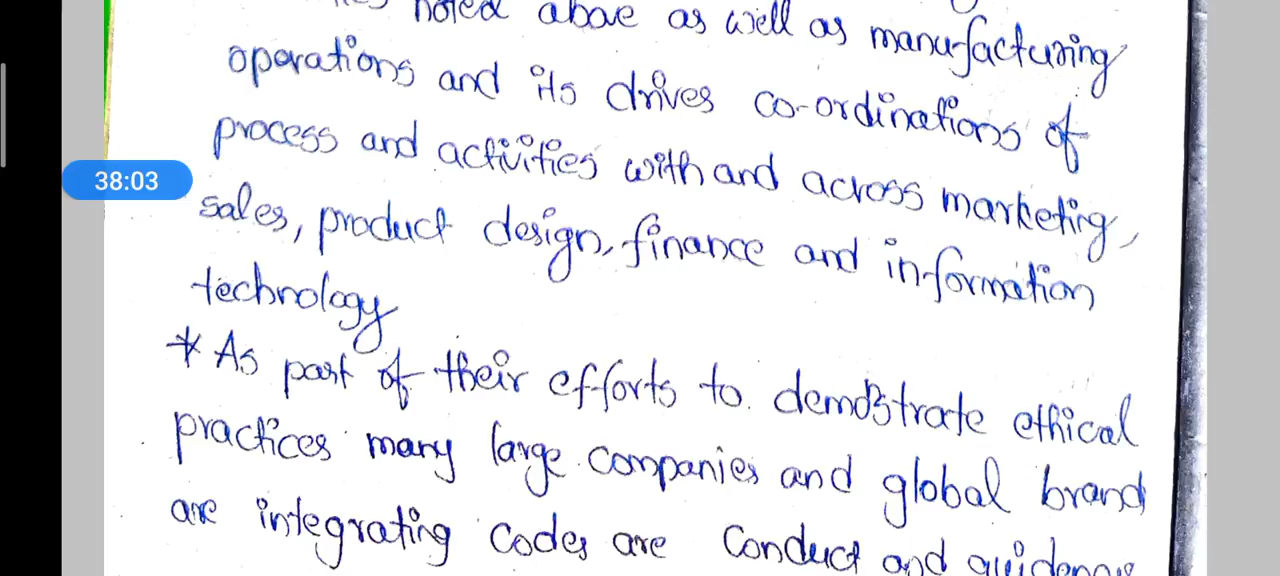 noted above as well as manufacturing
operations and its drives co-ordinations of
process and activities with and across marketing,
38:03
sales, product design, finance and information
technology
* As part of their efforts to demostrate ethical
practices many large companies and global brand
are integrating codes are conduct and